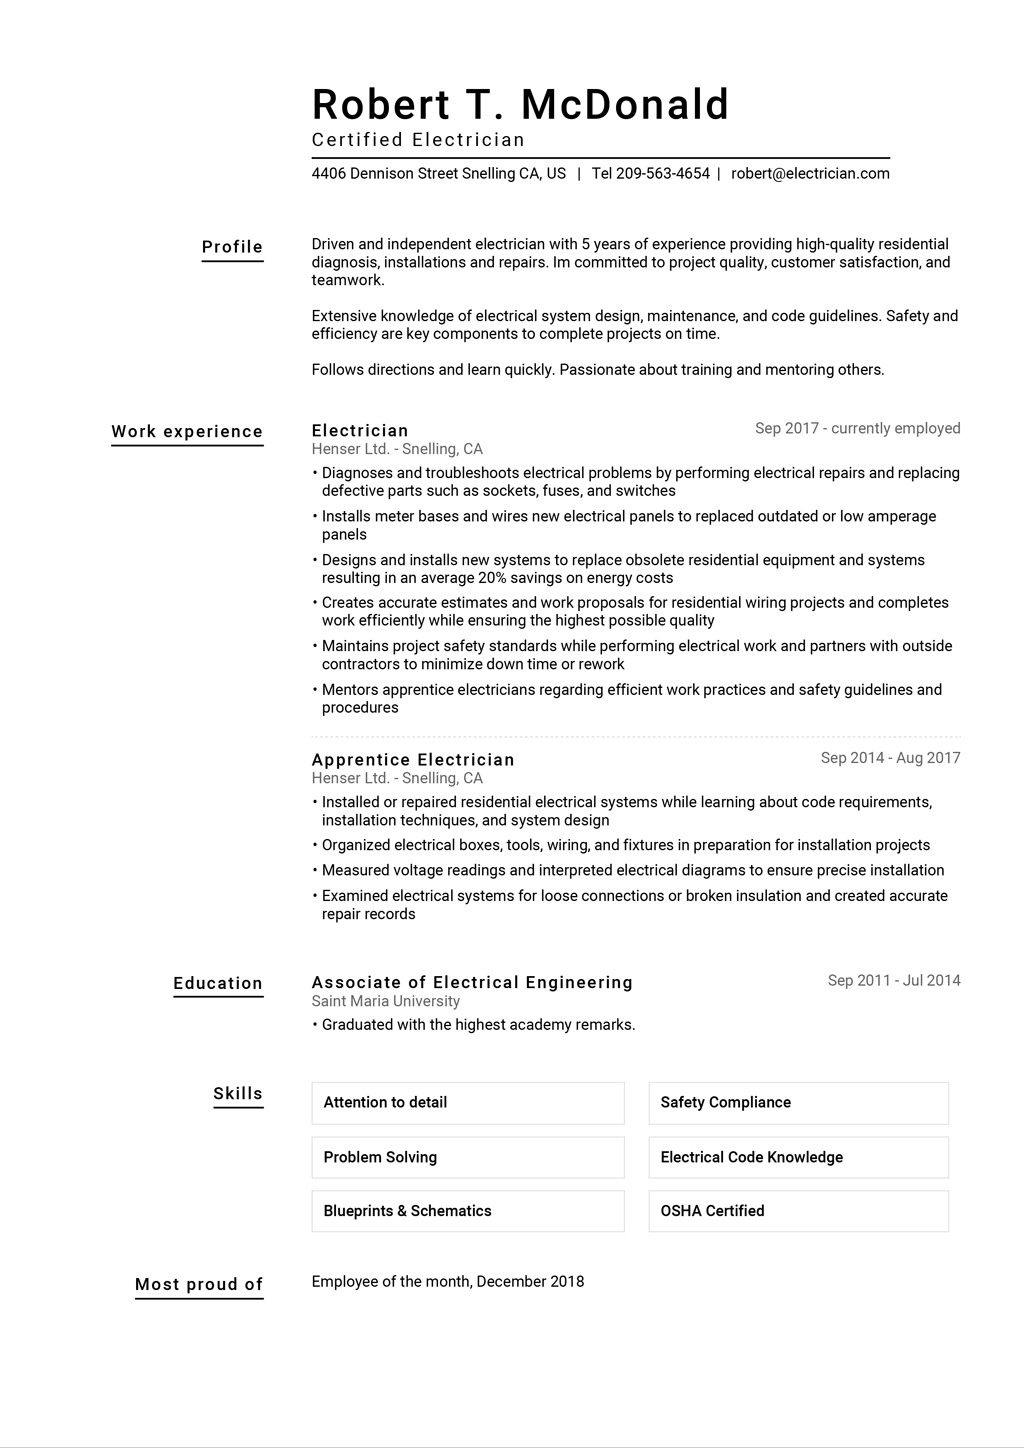 Robert T. McDonald
Certified Electrician
4406 Dennison Street Snelling CA, US | Tel 209-563-4654 | robert@electrician.com
Profile
Driven and independent electrician with 5 years of experience providing high-quality residential
diagnosis, installations and repairs. Im committed to project quality, customer satisfaction, and
teamwork.
Extensive knowledge of electrical system design, maintenance, and code guidelines. Safety and
efficiency are key components to complete projects on time.
Follows directions and learn quickly. Passionate about training and mentoring others.
Work experience
Electrician Sep 2017 - currently employed
Henser Ltd. - Snelling, CA
• Diagnoses and troubleshoots electrical problems by performing electrical repairs and replacing
defective parts such as sockets, fuses, and switches
• Installs meter bases and wires new electrical panels to replaced outdated or low amperage
panels
• Designs and installs new systems to replace obsolete residential equipment and systems
resulting in an average 20% savings on energy costs
• Creates accurate estimates and work proposals for residential wiring projects and completes
work efficiently while ensuring the highest possible quality
• Maintains project safety standards while performing electrical work and partners with outside
contractors to minimize down time or rework
• Mentors apprentice electricians regarding efficient work practices and safety guidelines and
procedures
Apprentice Electrician Sep 2014 - Aug 2017
Henser Ltd. - Snelling, CA
• Installed or repaired residential electrical systems while learning about code requirements,
installation techniques, and system design
• Organized electrical boxes, tools, wiring, and fixtures in preparation for installation projects
• Measured voltage readings and interpreted electrical diagrams to ensure precise installation
• Examined electrical systems for loose connections or broken insulation and created accurate
repair records
Education
Associate of Electrical Engineering Sep 2011 - Jul 2014
Saint Maria University
• Graduated with the highest academy remarks.
Skills
Attention to detail Safety Compliance
Problem Solving Electrical Code Knowledge
Blueprints & Schematics OSHA Certified
Most proud of
Employee of the month, December 2018